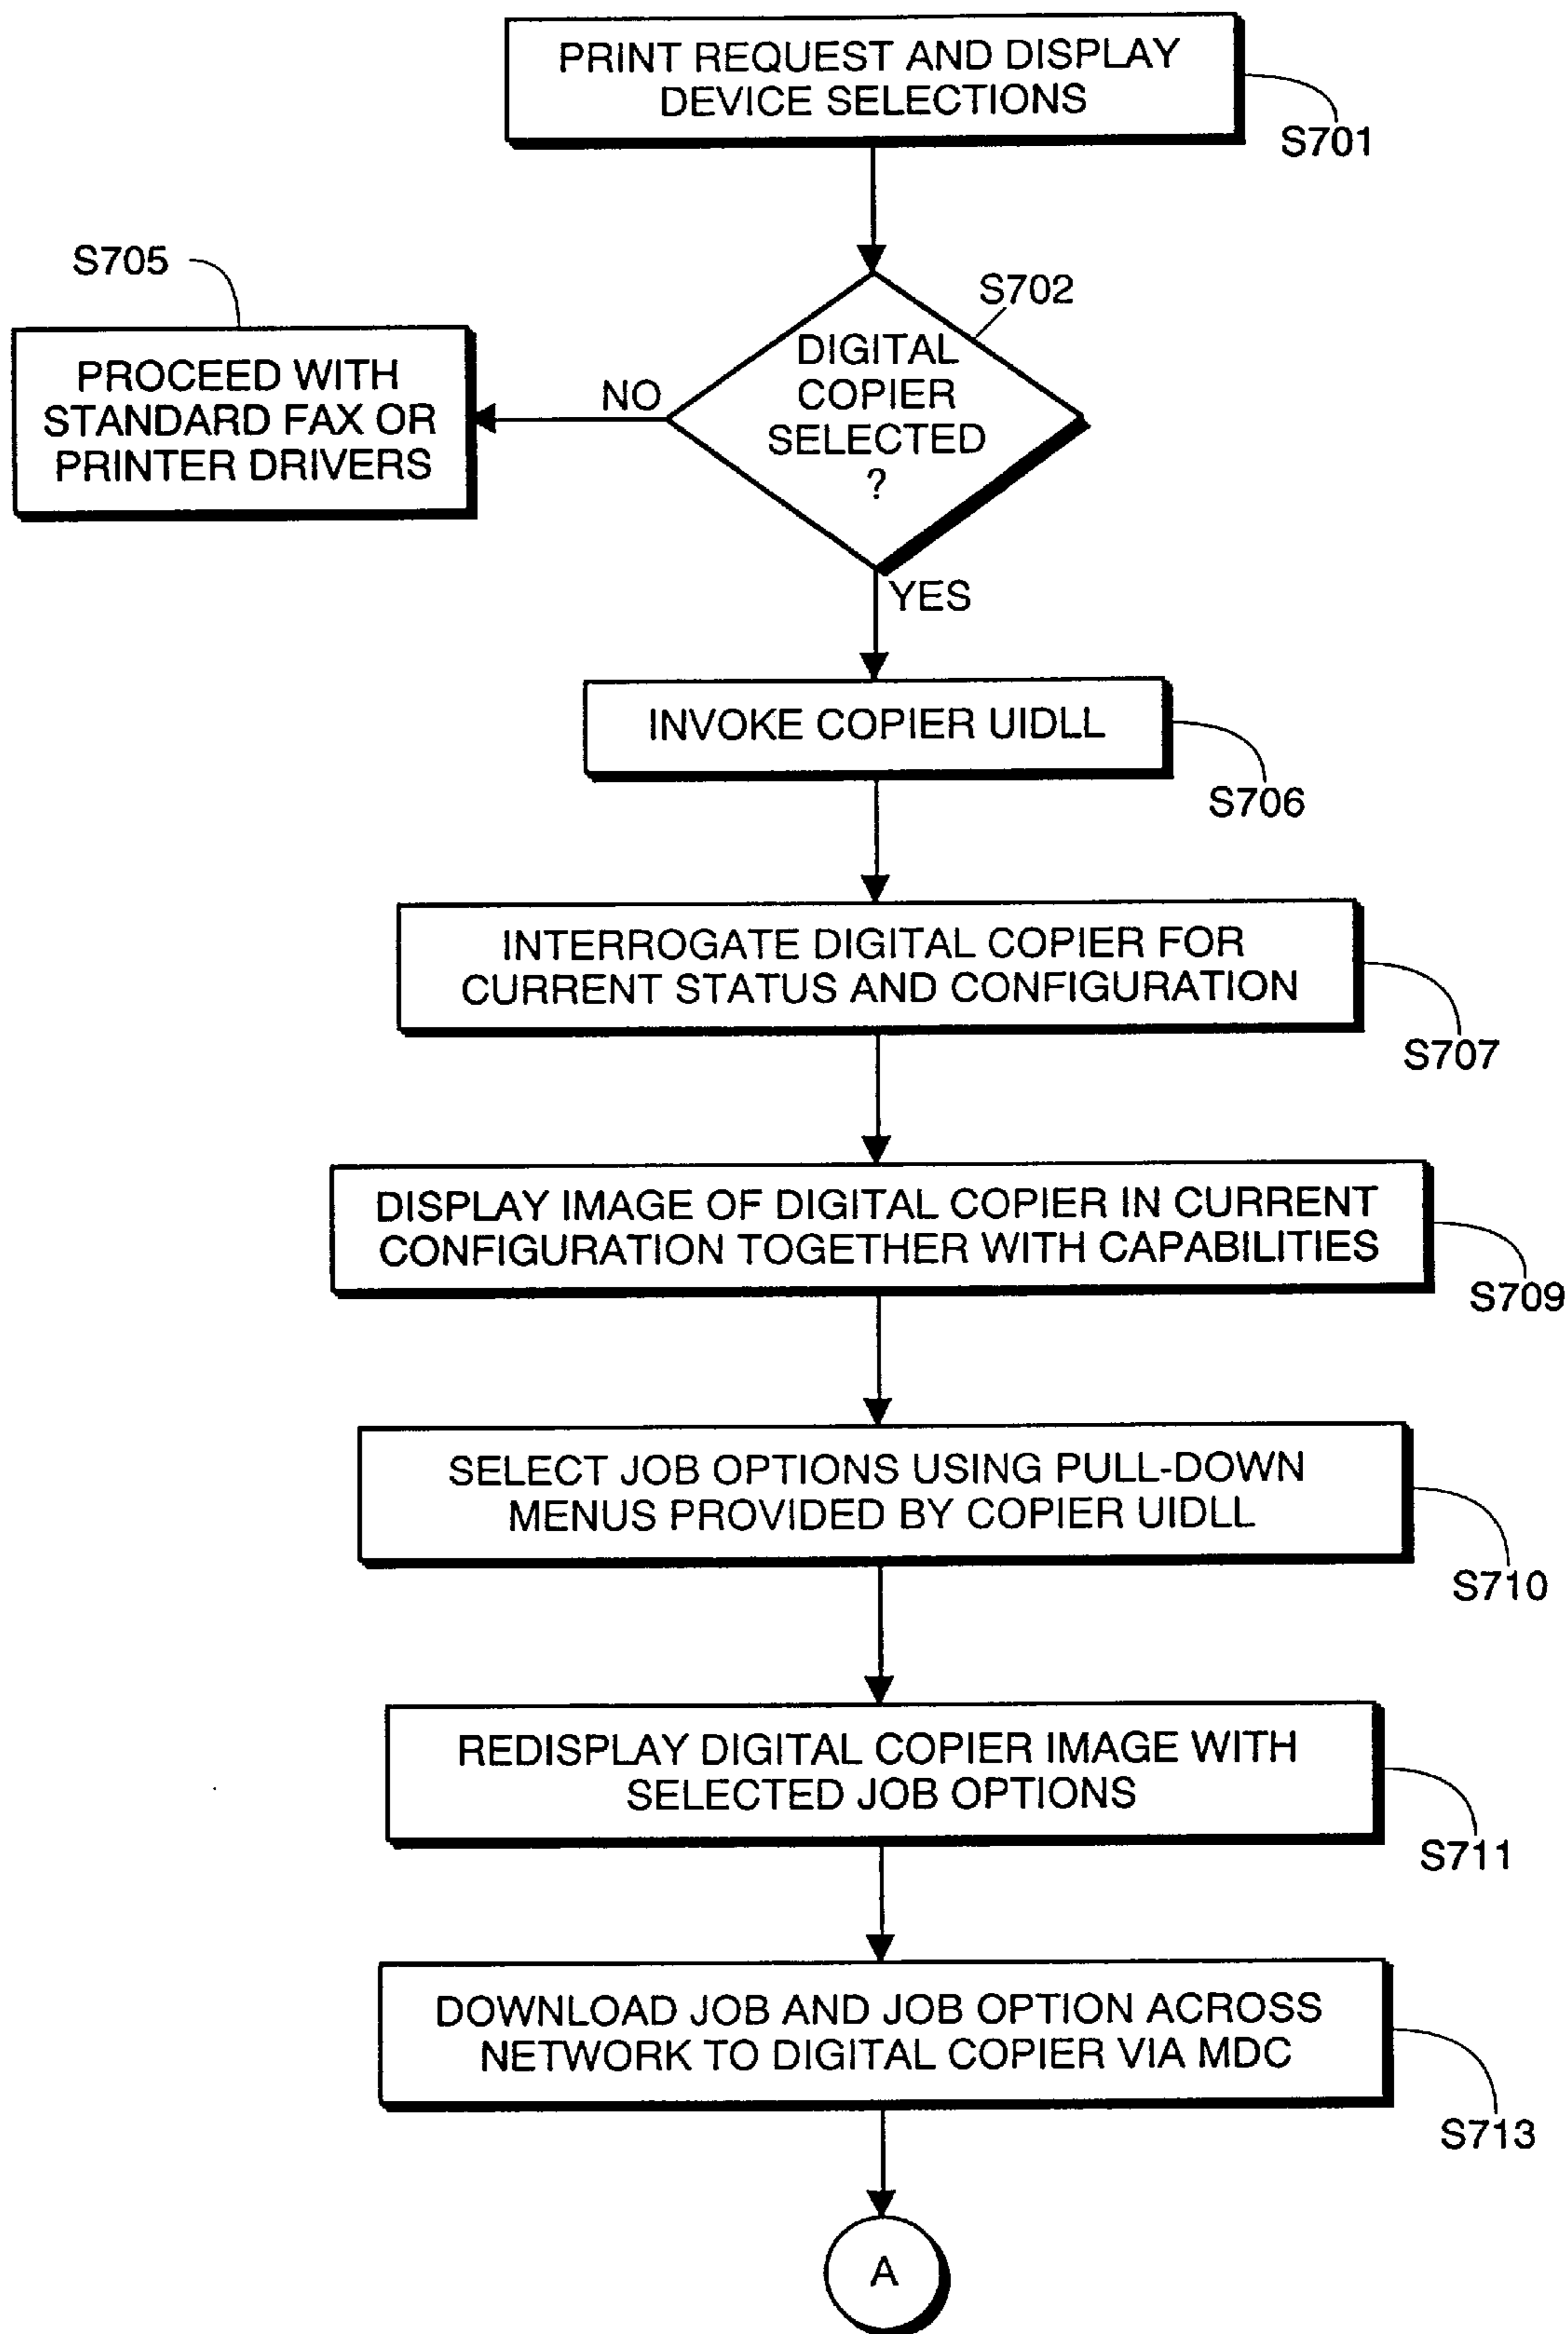 PRINT REQUEST AND DISPLAY
DEVICE SELECTIONS
S701
S705
S702
DIGITAL
COPIER
SELECTED
?
NO
PROCEED WITH
STANDARD FAX OR
PRINTER DRIVERS
YES
INVOKE COPIER UIDLL
S706
INTERROGATE DIGITAL COPIER FOR
CURRENT STATUS AND CONFIGURATION
S707
DISPLAY IMAGE OF DIGITAL COPIER IN CURRENT
CONFIGURATION TOGETHER WITH CAPABILITIES
S709
SELECT JOB OPTIONS USING PULL-DOWN
MENUS PROVIDED BY COPIER UIDLL
S710
REDISPLAY DIGITAL COPIER IMAGE WITH
SELECTED JOB OPTIONS
S711
DOWNLOAD JOB AND JOB OPTION ACROSS
NETWORK TO DIGITAL COPIER VIA MDC
S713
A